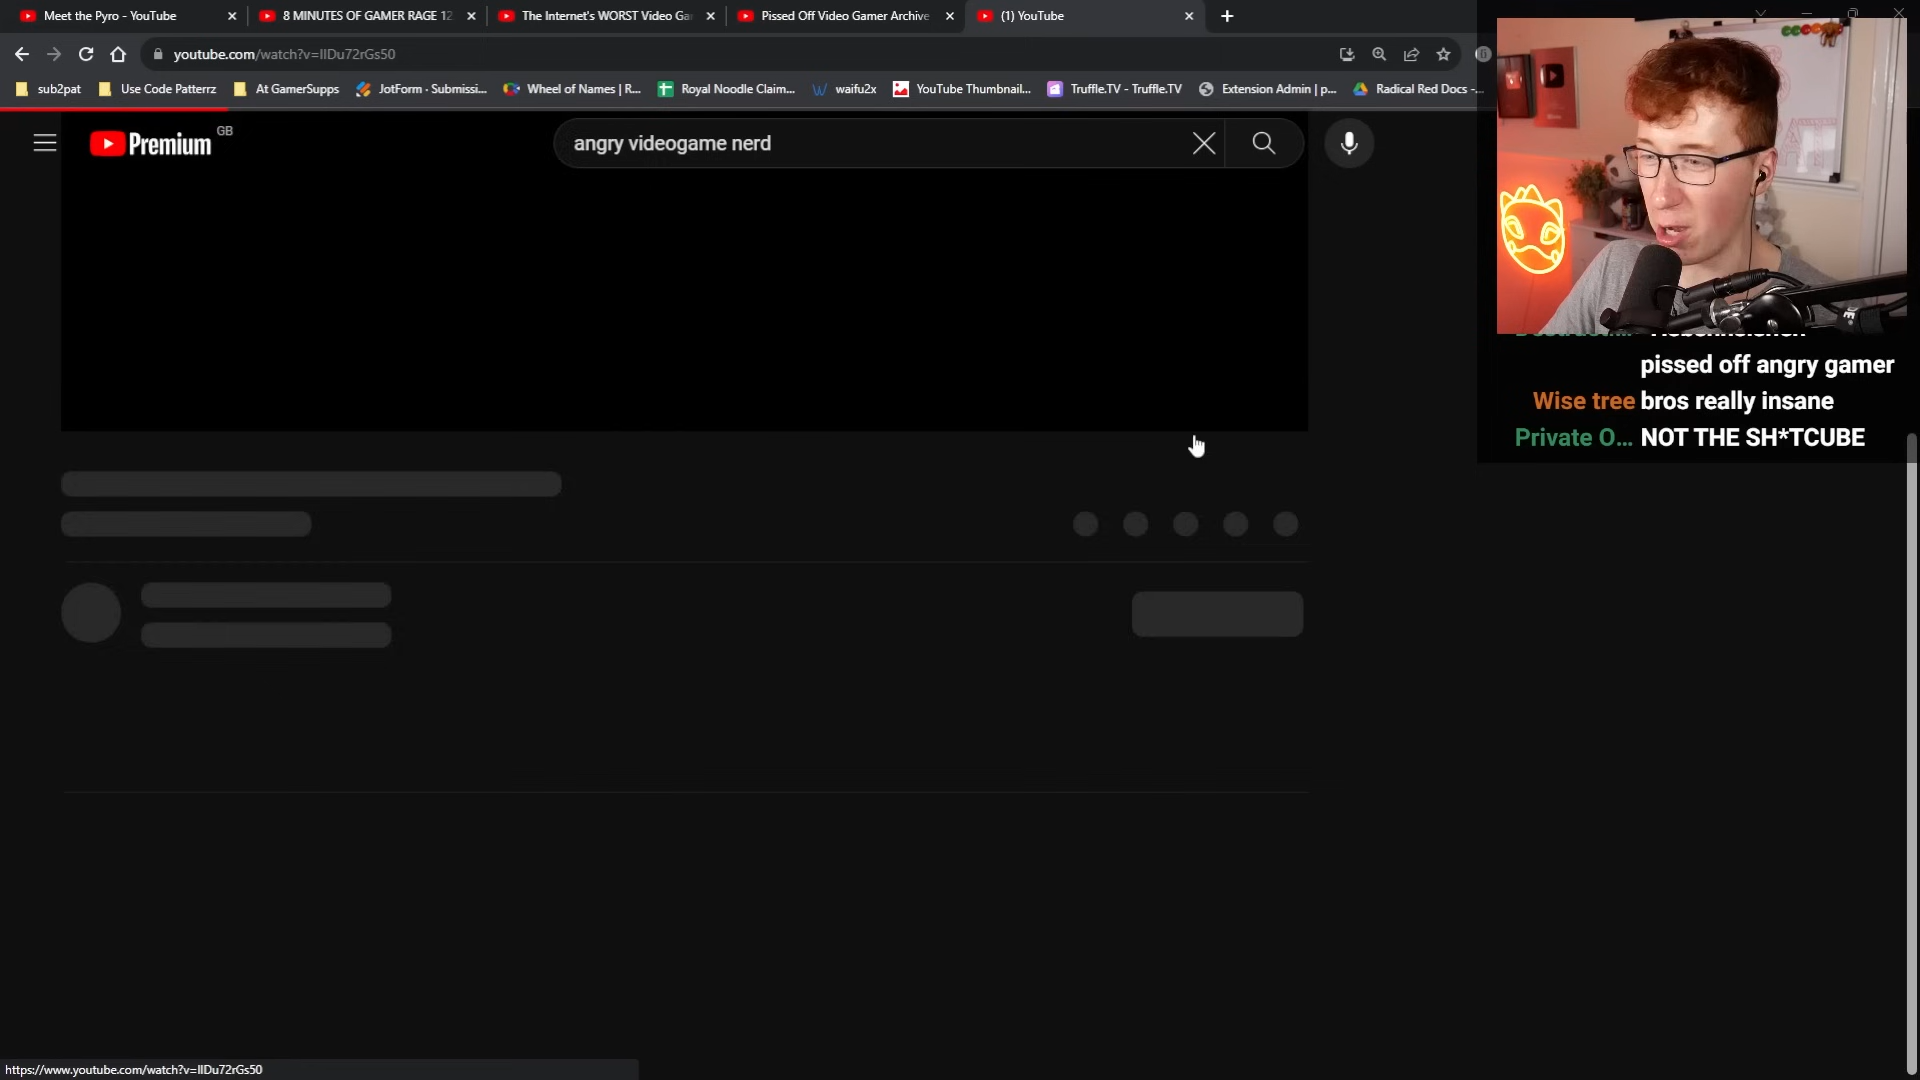 Meet the Pyro - YouTube
8 MINUTES OF GAMER RAGE 12
The Internet's WORST Video Ga
Pissed Off Video Gamer Archive
(1) YouTube
youtube.com/watch?v=IlDu72rGs50
sub2pat
Use Code Patterrz
At GamerSupps
JotForm - Submissi...
Wheel of Names | R...
Royal Noodle Claim...
waifu2x
YouTube Thumbnail...
Truffle.TV - Truffle.TV
Extension Admin | p...
Radical Red Docs -...
Premium
GB
angry videogame nerd
pissed off angry gamer
Wise tree bros really insane
Private O... NOT THE SH*TCUBE
https://www.youtube.com/watch?v=IlDu72rGs50